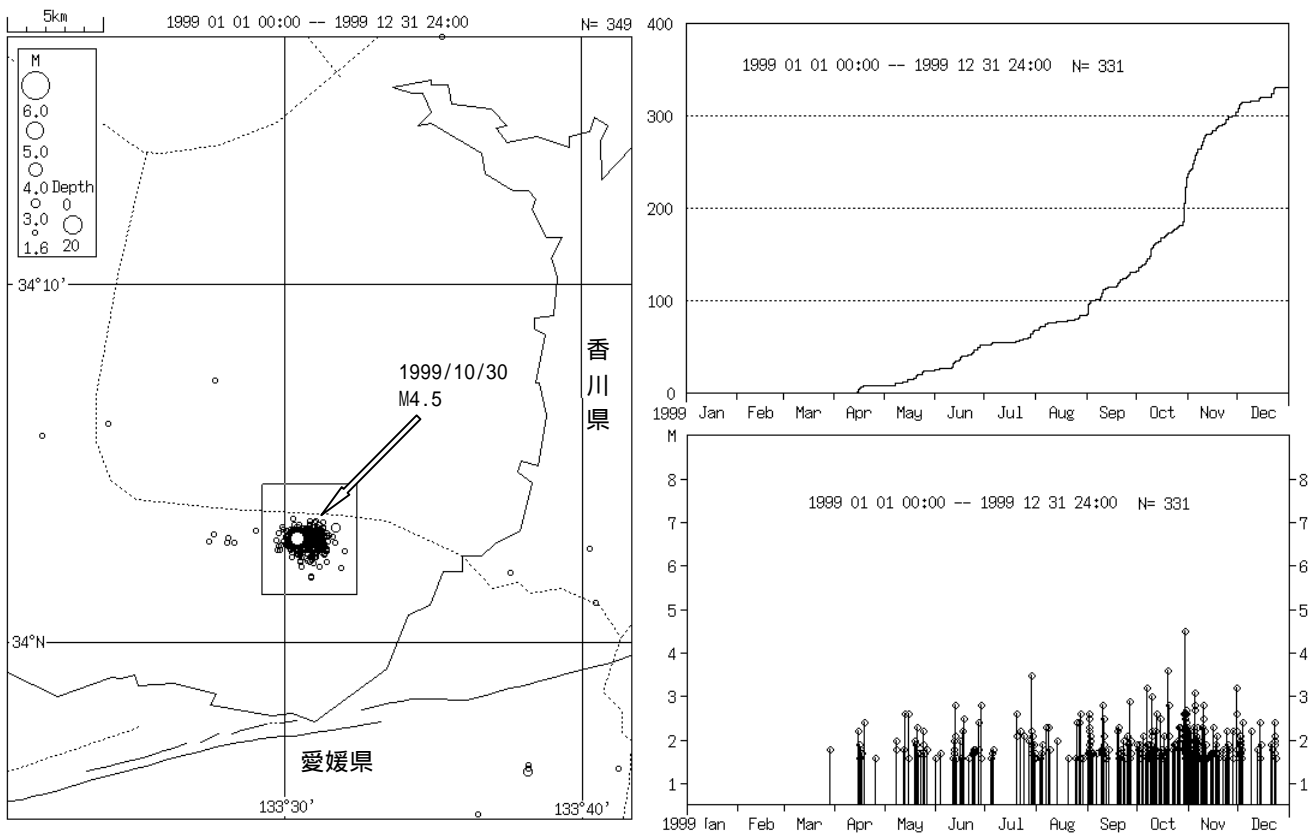 5km
1999 01 01 00:00 -- 1999 12 31 24:00 N= 349
M
6.0
5.0
4.0 Depth
0
3.0
1.6 20
34°10'
1999/10/30
M4.5
香川県
34°N
愛媛県
133°30' 133°40'
400
1999 01 01 00:00 -- 1999 12 31 24:00 N= 331
300
200
100
0
1999 Jan Feb Mar Apr May Jun Jul Aug Sep Oct Nov Dec
M
8 8
1999 01 01 00:00 -- 1999 12 31 24:00 N= 331
7 7
6 6
5 5
4 4
3 3
2 2
1 1
1999 Jan Feb Mar Apr May Jun Jul Aug Sep Oct Nov Dec